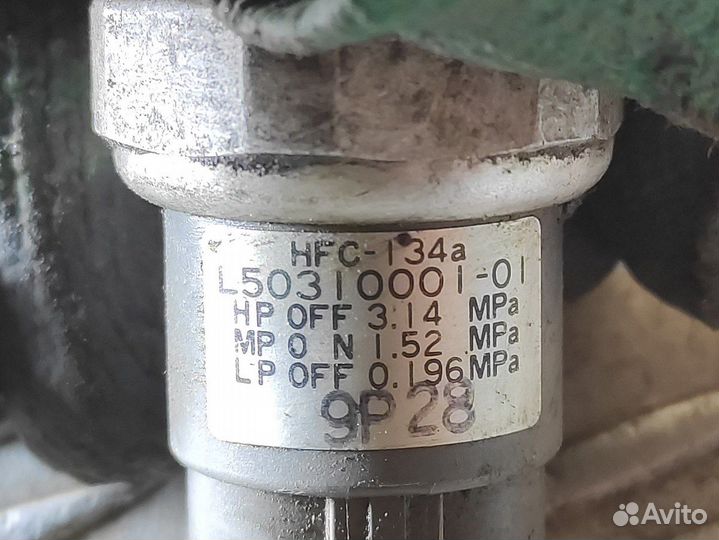 HFC-134a
L50310001-01
HP OFF 3.14 MPa
MP O N 1.52 MPa
LP OFF 0.196 MPa
9P28
Avito